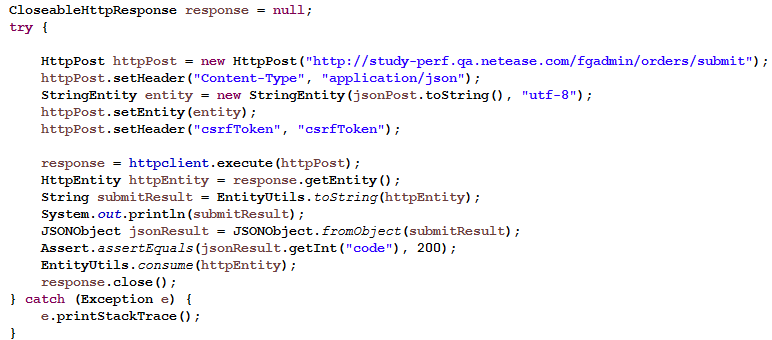 CloseableHttpResponse response = null;
try {
HttpPost httpPost = new HttpPost("http://study-perf.qa.netease.com/fgadmin/orders/submit");
httpPost.setHeader("Content-Type", "application/json");
StringEntity entity = new StringEntity(jsonPost.toString(), "utf-8");
httpPost.setEntity(entity);
httpPost.setHeader("csrfToken", "csrfToken");
response = httpclient.execute(httpPost);
HttpEntity httpEntity = response.getEntity();
String submitResult = EntityUtils.toString(httpEntity);
System.out.println(submitResult);
JSONObject jsonResult = JSONObject.fromObject(submitResult);
Assert.assertEquals(jsonResult.getInt("code"), 200);
EntityUtils.consume(httpEntity);
response.close();
} catch (Exception e) {
e.printStackTrace();
}